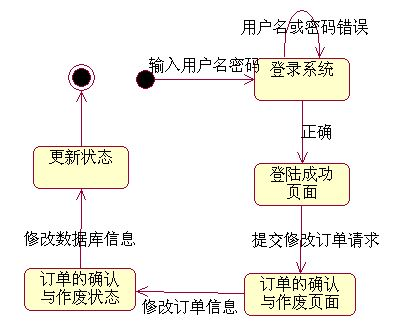 用户名或密码错误
输入用户名密码
登录系统
正确
更新状态
登陆成功
页面
修改数据库信息
提交修改订单请求
订单的确认
与作废状态
修改订单信息
订单的确认
与作废页面